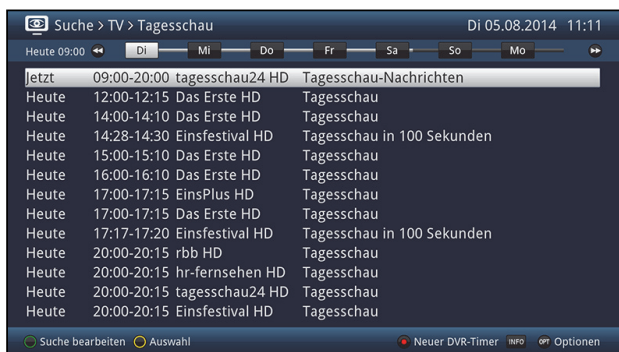 Suche > TV > Tagesschau Di 05.08.2014 11:11
Heute 09:00 Di Mi Do Fr Sa So Mo
Jetzt 09:00-20:00 tagesschau24 HD Tagesschau-Nachrichten
Heute 12:00-12:15 Das Erste HD Tagesschau
Heute 14:00-14:10 Das Erste HD Tagesschau
Heute 14:28-14:30 Einsfestival HD Tagesschau in 100 Sekunden
Heute 15:00-15:10 Das Erste HD Tagesschau
Heute 16:00-16:10 Das Erste HD Tagesschau
Heute 17:00-17:15 EinsPlus HD Tagesschau
Heute 17:00-17:15 Das Erste HD Tagesschau
Heute 17:17-17:20 Einsfestival HD Tagesschau in 100 Sekunden
Heute 20:00-20:15 rbb HD Tagesschau
Heute 20:00-20:15 hr-fernsehen HD Tagesschau
Heute 20:00-20:15 tagesschau24 HD Tagesschau
Heute 20:00-20:15 Einsfestival HD Tagesschau
Suche bearbeiten Auswahl Neuer DVR-Timer INFO OPT Optionen